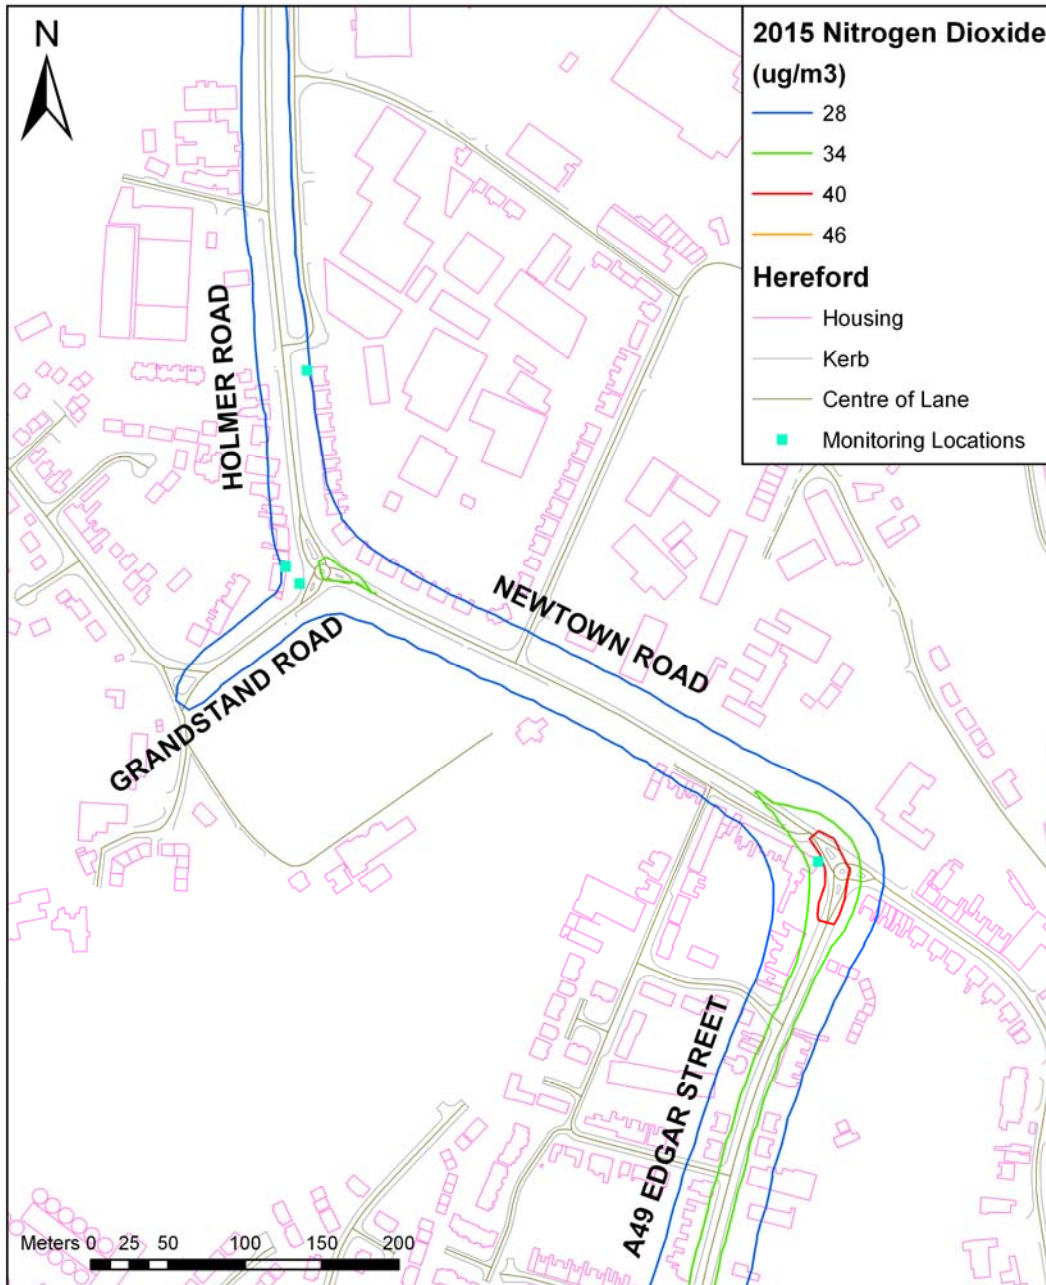 N
2015 Nitrogen Dioxide
(ug/m3)
28
34
40
46
Hereford
Housing
Kerb
Centre of Lane
Monitoring Locations
HOLMER ROAD
NEWTOWN ROAD
GRANDSTAND ROAD
A49 EDGAR STREET
Meters 0 25 50 100 150 200